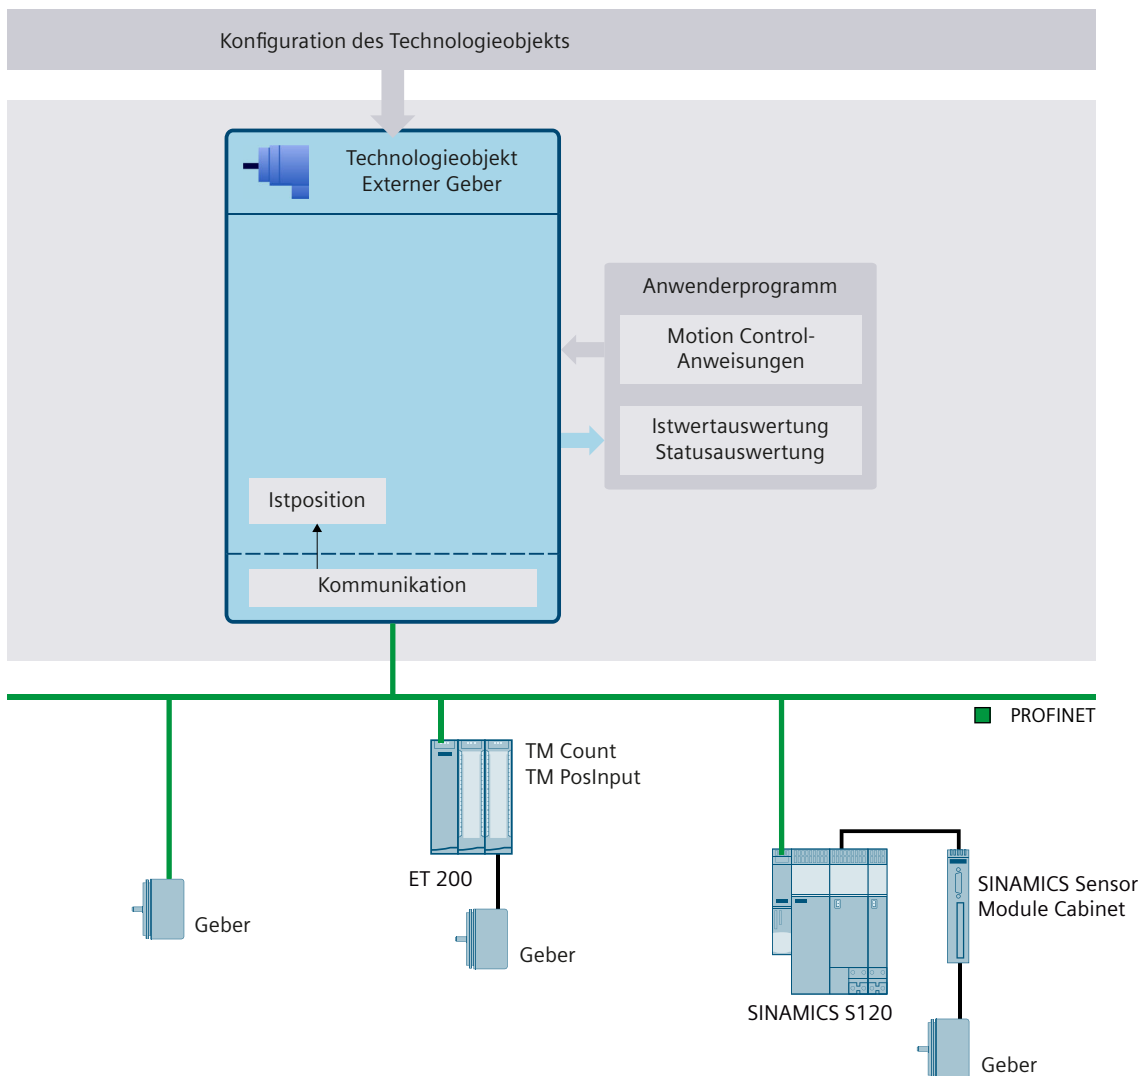 Konfiguration des Technologieobjekts
Technologieobjekt
Externer Geber
Anwenderprogramm
Motion Control-
Anweisungen
Istwertauswertung
Statusauswertung
Istposition
Kommunikation
PROFINET
TM Count
TM PosInput
ET 200
Geber
Geber
SINAMICS Sensor
Module Cabinet
SINAMICS S120
Geber